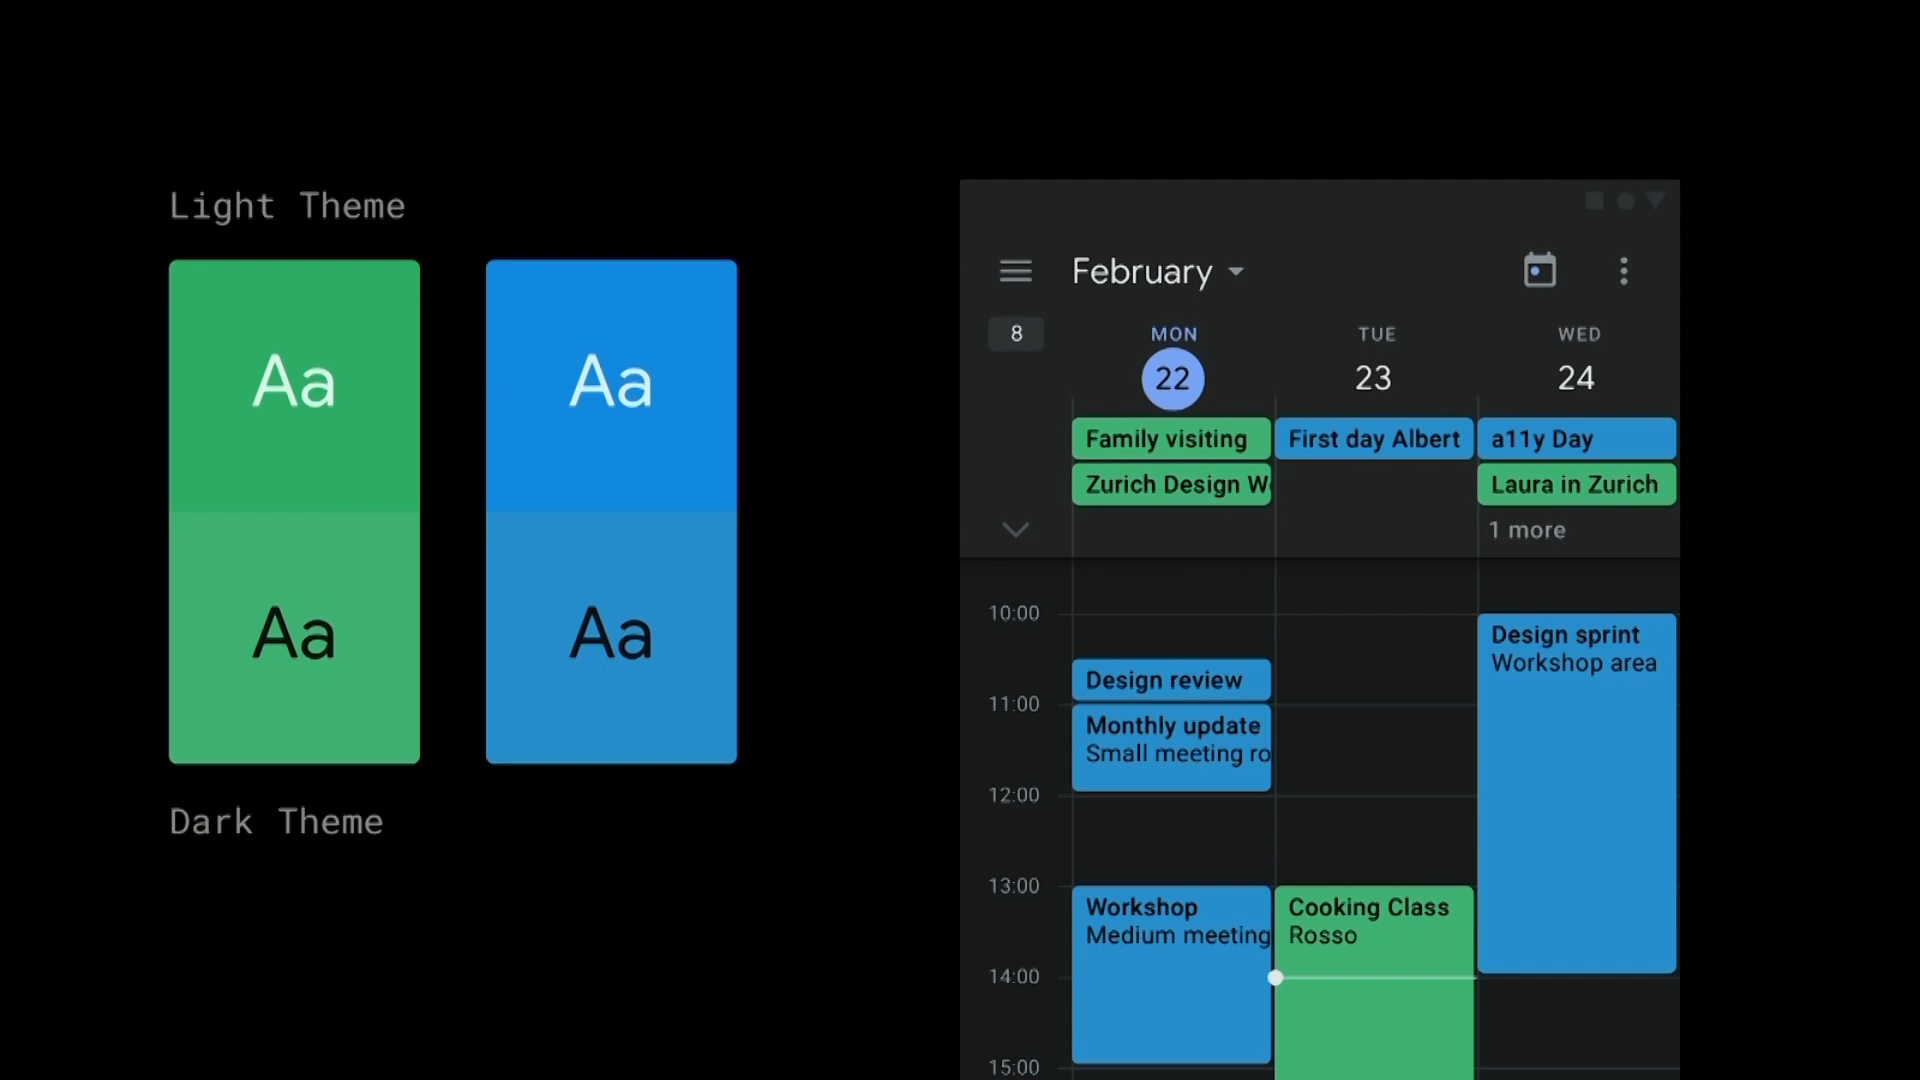 Light Theme
Aa
Aa
Aa
Aa
Dark Theme
February
8
MON
TUE
WED
22
23
24
Family visiting
First day Albert
a11y Day
Zurich Design W
Laura in Zurich
1 more
10:00
Design sprint
Workshop area
Design review
11:00
Monthly update
Small meeting ro
12:00
13:00
Workshop
Medium meeting
Cooking Class
Rosso
14:00
15:00